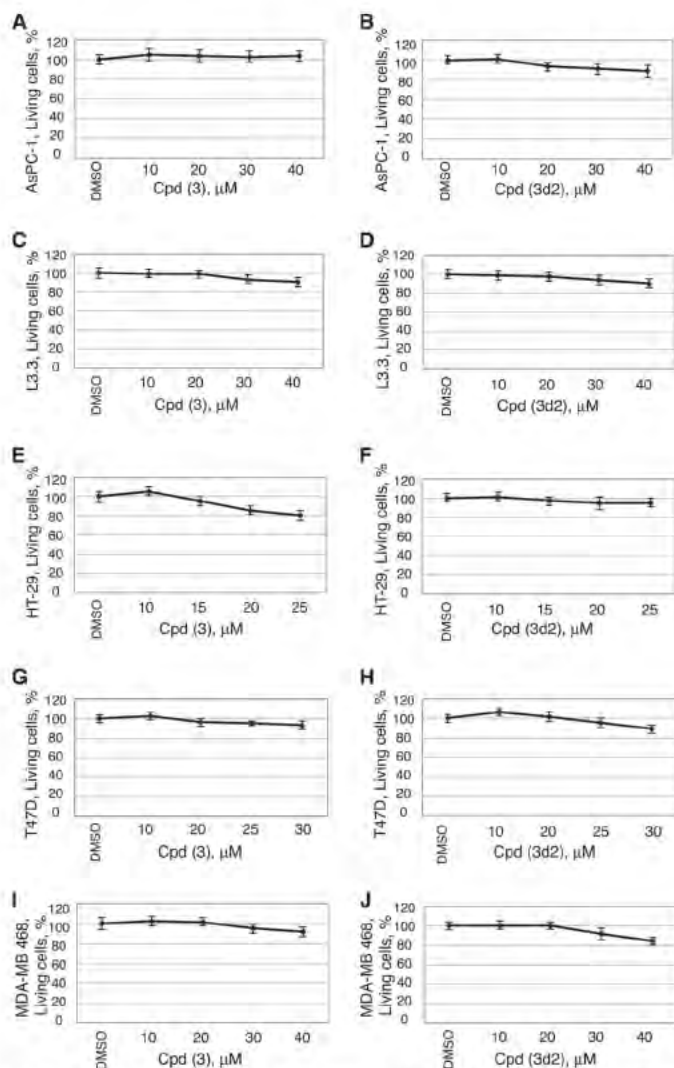 A
AsPC-1, Living cells, %
120
100
80
60
40
20
0
DMSO 10 20 30 40
Cpd (3), μM
B
AsPC-1, Living cells, %
120
100
80
60
40
20
0
DMSO 10 20 30 40
Cpd (3d2), μM
C
L3.3, Living cells, %
120
100
80
60
40
20
0
DMSO 10 20 30 40
Cpd (3), μM
D
L3.3, Living cells, %
120
100
80
60
40
20
0
DMSO 10 20 30 40
Cpd (3d2), μM
E
HT-29, Living cells, %
120
100
80
60
40
20
0
DMSO 10 15 20 25
Cpd (3), μM
F
HT-29, Living cells, %
120
100
80
60
40
20
0
DMSO 10 15 20 25
Cpd (3d2), μM
G
T47D, Living cells, %
120
100
80
60
40
20
0
DMSO 10 20 25 30
Cpd (3), μM
H
T47D, Living cells, %
120
100
80
60
40
20
0
DMSO 10 20 25 30
Cpd (3d2), μM
I
MDA-MB 468,
Living cells, %
120
100
80
60
40
20
0
DMSO 10 20 30 40
Cpd (3), μM
J
MDA-MB 468,
Living cells, %
120
100
80
60
40
20
0
DMSO 10 20 30 40
Cpd (3d2), μM